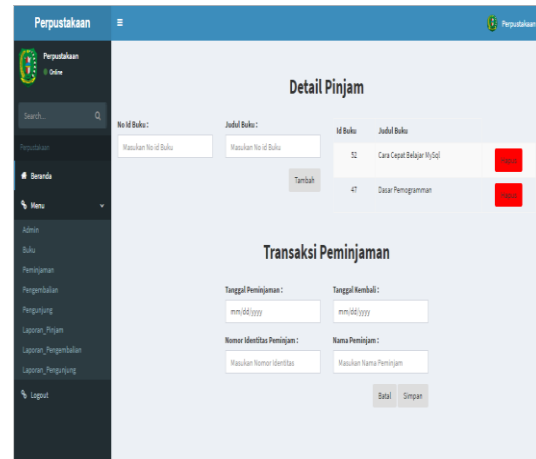 Perpustakaan
Perpustakaan
Perpustakaan
Online
Search...
Perpustakaan
Beranda
Menu
Admin
Buku
Peminjaman
Pengembalian
Pengunjung
Laporan_Pinjam
Laporan_Pengembalian
Laporan_Pengunjung
Logout
Detail Pinjam
No Id Buku :
Judul Buku :
Masukan No id Buku
Masukan No id Buku
Tambah
Id Buku Judul Buku
52 Cara Cepat Belajar MySql
47 Dasar Pemogramman
Transaksi Peminjaman
Tanggal Peminjaman :
Tanggal Kembali :
mm/dd/yyyy
mm/dd/yyyy
Nomor Identitas Peminjam :
Nama Peminjam :
Masukan Nomor Identitas
Masukan Nama Peminjam
Batal
Simpan